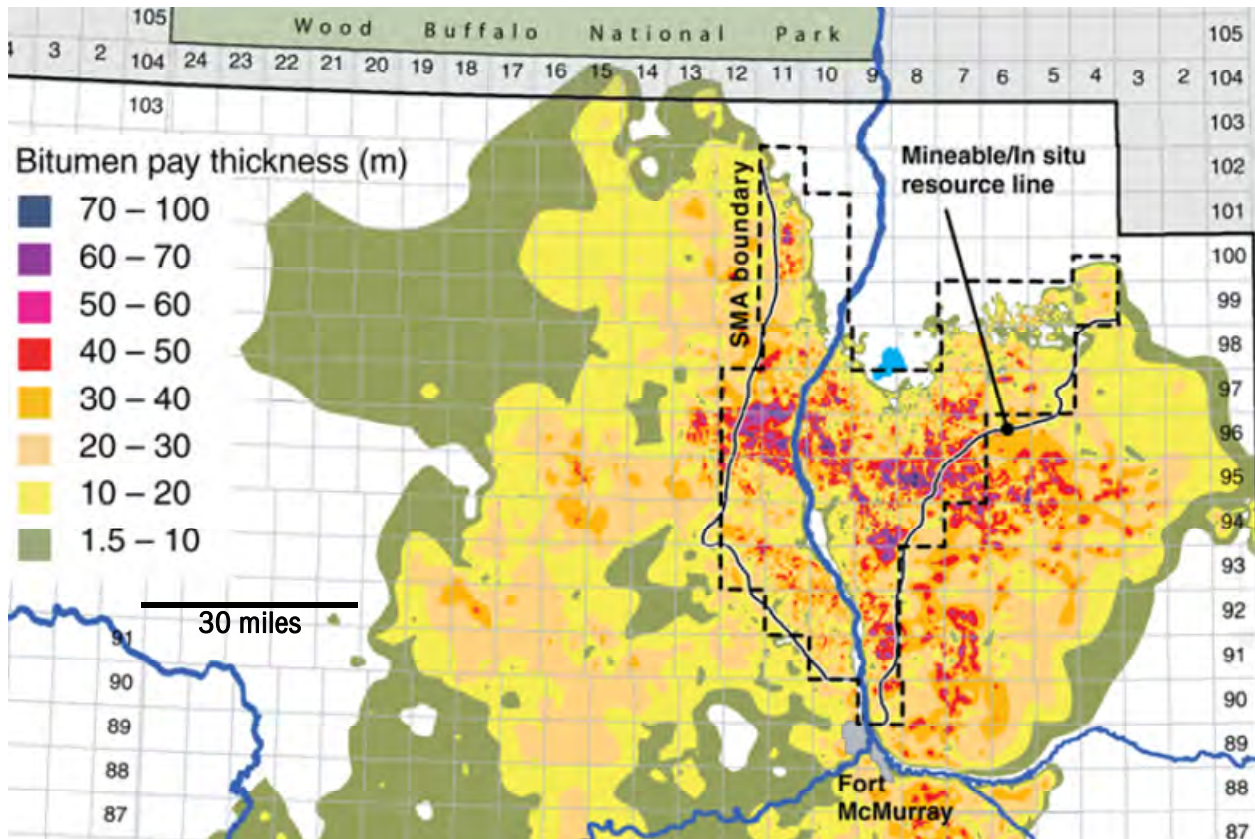 105
Wood Buffalo National Park
105
4 3 2 104 24 23 22 21 20 19 18 17 16 15 14 13 12 11 10 9 8 7 6 5 4 3 2 104
103
103
Bitumen pay thickness (m)
70 – 100
60 – 70
50 – 60
40 – 50
30 – 40
20 – 30
10 – 20
1.5 – 10
SMA boundary
Mineable/In situ
resource line
102
101
100
99
98
97
96
95
94
93
92
91
90
89
88
87
30 miles
91
90
89
88
87
Fort
McMurray